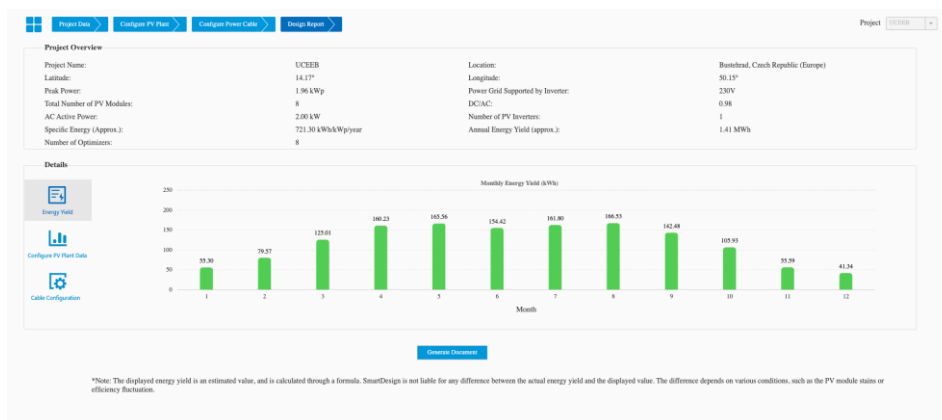 Project Data
Configure PV Plant
Configure Power Cable
Design Report
Project UCEEB
Project Overview
Project Name: UCEEB Location: Bustehrad, Czech Republic (Europe)
Latitude: 14.17° Longitude: 50.15°
Peak Power: 1.96 kWp Power Grid Supported by Inverter: 230V
Total Number of PV Modules: 8 DC/AC: 0.98
AC Active Power: 2.00 kW Number of PV Inverters: 1
Specific Energy (Approx.): 721.30 kWh/kWp/year Annual Energy Yield (approx.): 1.41 MWh
Number of Optimizers: 8
Details
Energy Yield
Configure PV Plant Data
Cable Configuration
Monthly Energy Yield (kWh)
250
200
150
100
50
0
55.30
79.57
125.01
160.23
165.56
154.42
161.80
166.53
142.48
105.93
55.59
41.34
1 2 3 4 5 6 7 8 9 10 11 12
Month
Generate Document
*Note: The displayed energy yield is an estimated value, and is calculated through a formula. SmartDesign is not liable for any difference between the actual energy yield and the displayed value. The difference depends on various conditions, such as the PV module stains or
efficiency fluctuation.